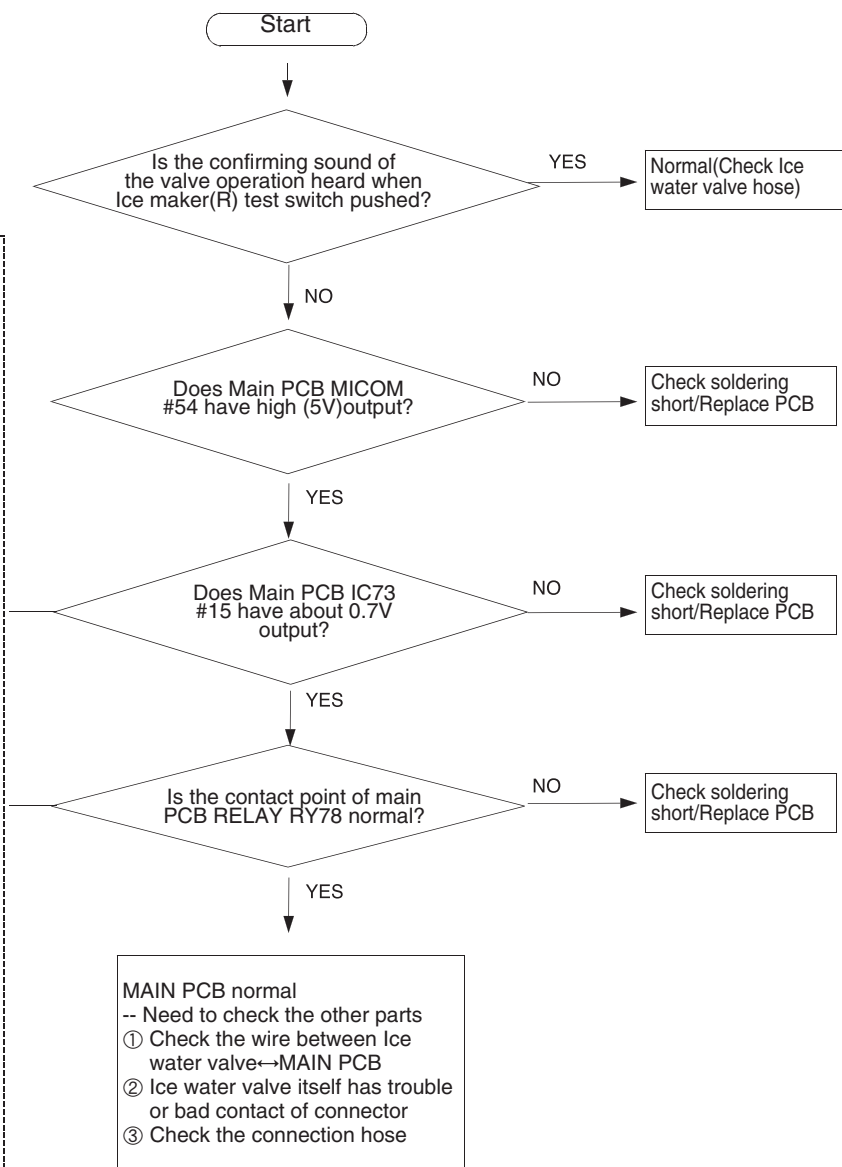 Start
Is the confirming sound of
the valve operation heard when
Ice maker(R) test switch pushed?
YES
Normal(Check Ice
water valve hose)
NO
Does Main PCB MICOM
#54 have high (5V)output?
NO
Check soldering
short/Replace PCB
YES
Does Main PCB IC73
#15 have about 0.7V
output?
NO
Check soldering
short/Replace PCB
YES
Is the contact point of main
PCB RELAY RY78 normal?
NO
Check soldering
short/Replace PCB
YES
MAIN PCB normal
-- Need to check the other parts
① Check the wire between Ice
water valve↔MAIN PCB
② Ice water valve itself has trouble
or bad contact of connector
③ Check the connection hose